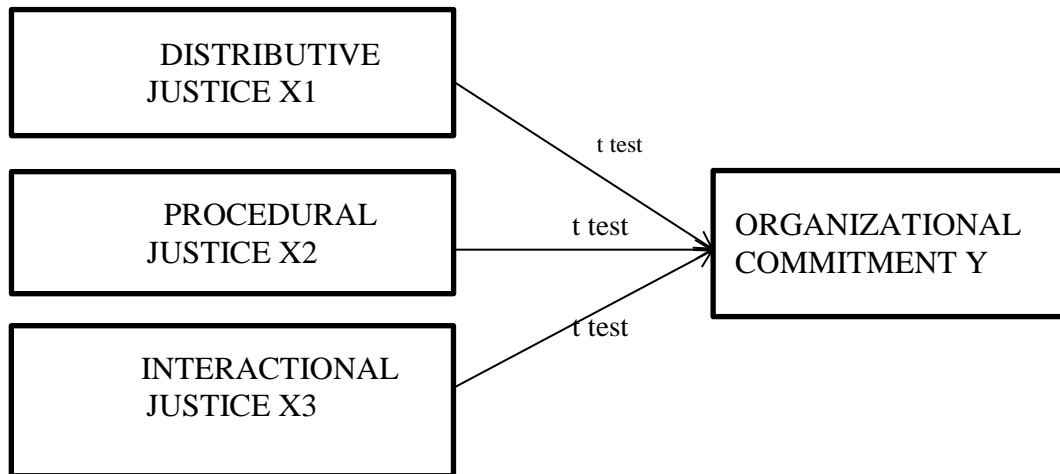 DISTRIBUTIVE
JUSTICE X1
t test
PROCEDURAL
JUSTICE X2
t test
ORGANIZATIONAL
COMMITMENT Y
t test
INTERACTIONAL
JUSTICE X3